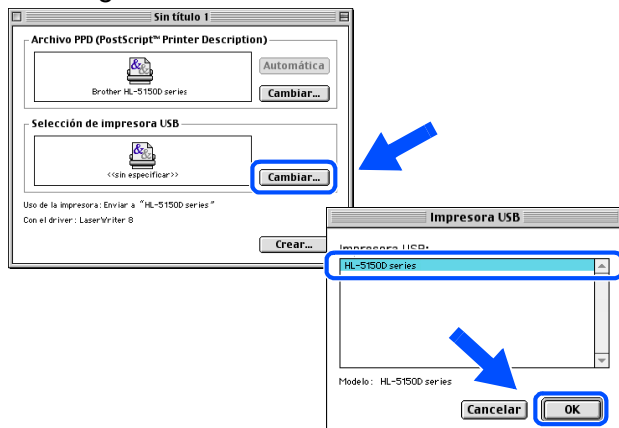 Sin título 1
Archivo PPD (PostScript™ Printer Description)
Automática
Brother HL-5150D series
Cambiar...
Selección de impresora USB
<<sin especificar>>
Cambiar...
Uso de la impresora: Enviar a "HL-5150D series"
Con el driver: LaserWriter 8
Crear...
Impresora USB
Impresora USB:
HL-5150D series
Modelo: HL-5150D series
Cancelar
OK